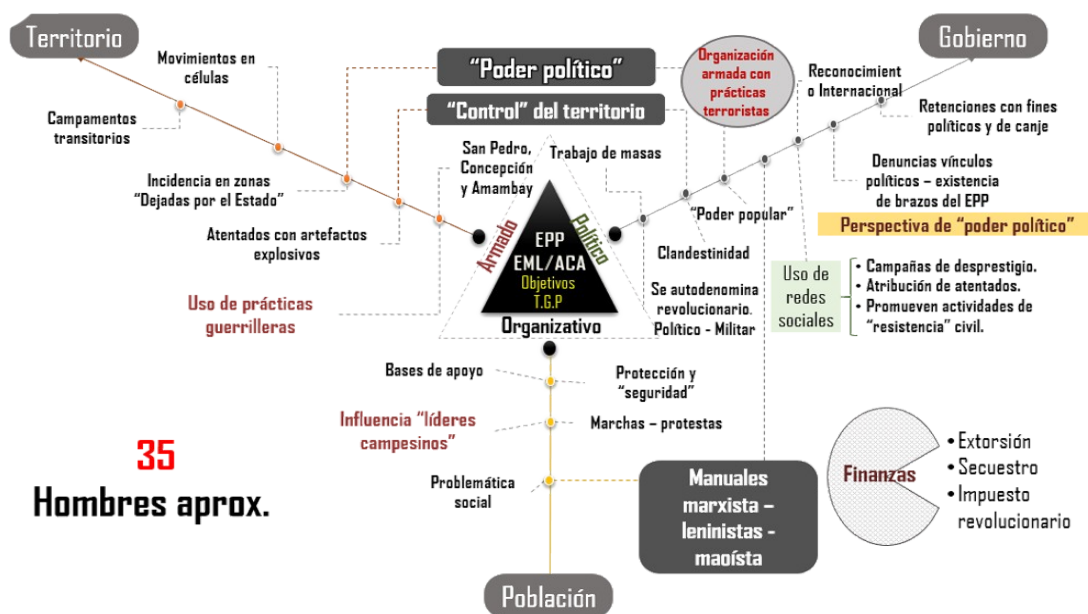 Territorio
Movimientos en
células
Campamentos
transitorios
Incidencia en zonas
“Dejadas por el Estado”
Atentados con artefactos
explosivos
Uso de prácticas
guerrilleras
“Poder político”
“Control” del territorio
Organización
armada con
prácticas
terroristas
San Pedro,
Concepción
y Amambay
Trabajo de masas
Armado
Político
EPP
EML/ACA
Objetivos
T.G.P
Organizativo
Gobierno
Reconocimient
o Internacional
Retenciones con fines
políticos y de canje
Denuncias vínculos
políticos – existencia
de brazos del EPP
Perspectiva de “poder político”
“Poder popular”
Clandestinidad
Se autodenomina
revolucionario.
Político - Militar
Uso de
redes
sociales
• Campañas de desprestigio.
• Atribución de atentados.
• Promueven actividades de
“resistencia” civil.
Bases de apoyo
Protección y
“seguridad”
Influencia “líderes
campesinos”
Marchas – protestas
Problemática
social
Manuales
marxista –
leninistas -
maoísta
Población
35
Hombres aprox.
Finanzas
• Extorsión
• Secuestro
• Impuesto
revolucionario